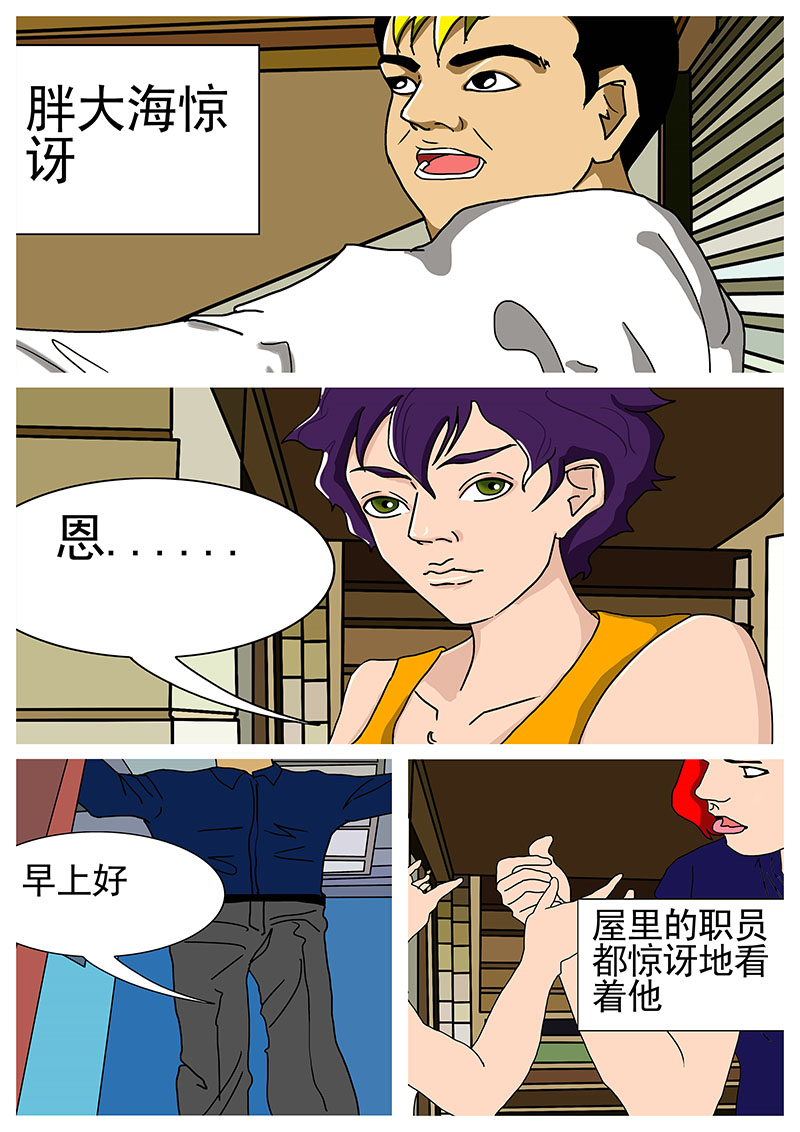 胖大海惊
讶
恩......
早上好
屋里的职员
都惊讶地看
着他